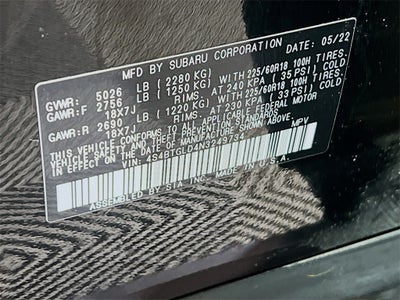 MFD BY SUBARU CORPORATION DATE: 05/22
GVWR: 5026 LB (2280 KG)
GAWR:F 2756 LB (1250 KG) WITH 225/60R18 100H TIRES.
18X7J RIMS. AT 240 KPA ( 35 PSI) COLD
GAWR:R 2690 LB (1220 KG) WITH 225/60R18 100H TIRES.
18X7J RIMS. AT 230 KPA ( 33 PSI) COLD
THIS VEHICLE CONFORMS TO ALL APPLICABLE FEDERAL MOTOR
VEHICLE SAFETY AND THEFT PREVENTION STANDARDS IN EFFECT
ON THE DATE OF MANUFACTURE SHOWN ABOVE.
VIN: 4S4BTGLD4N3249734 MPV
ASSEMBLED BY SIA, INC. MADE IN U.S.A.